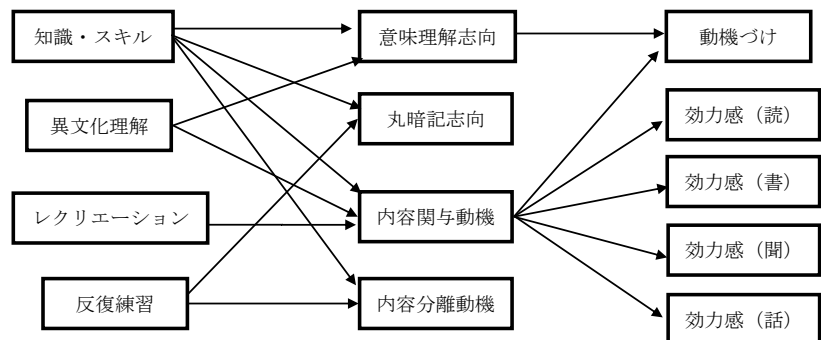 知識・スキル
異文化理解
レクリエーション
反復練習
意味理解志向
丸暗記志向
内容関与動機
内容分離動機
動機づけ
効力感（読）
効力感（書）
効力感（聞）
効力感（話）